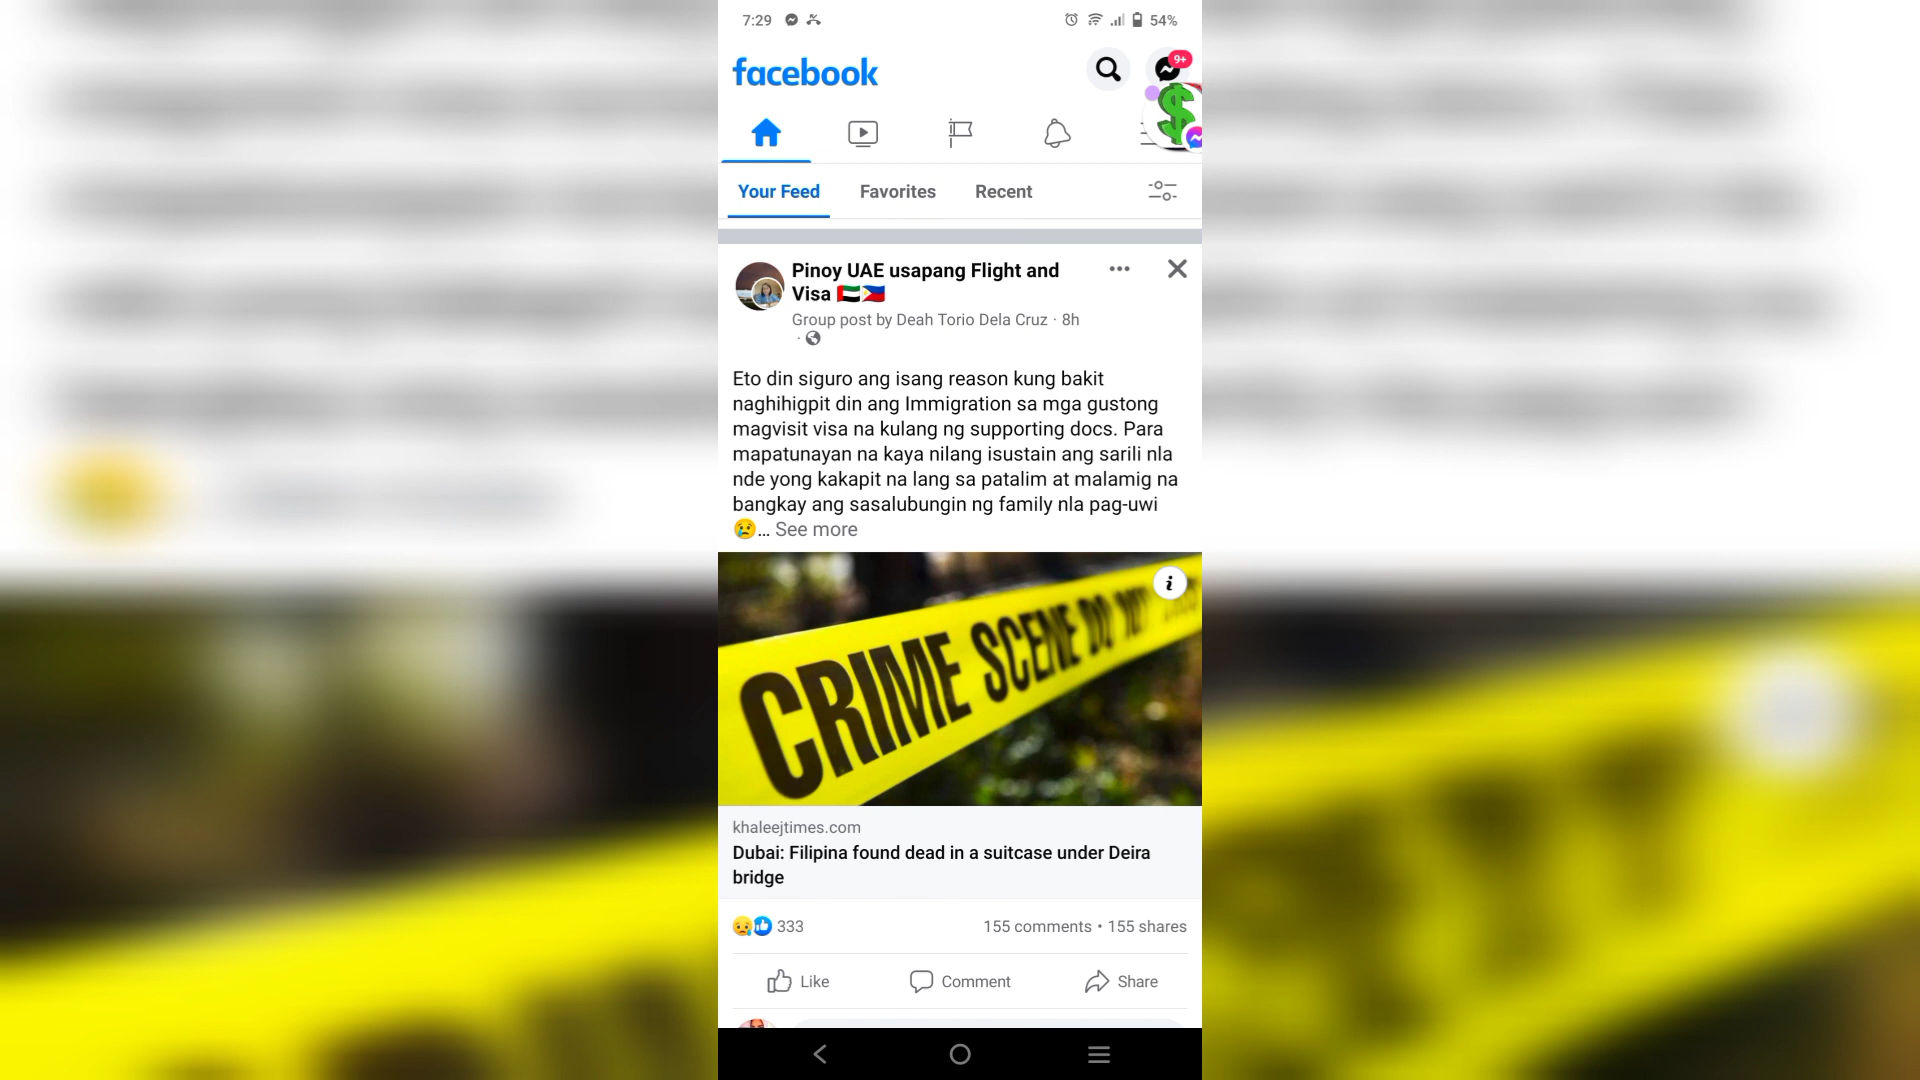 7:29
54%
facebook
9+
Your Feed Favorites Recent
Pinoy UAE usapang Flight and
Visa 🇦🇪🇵🇭
Group post by Deah Torio Dela Cruz · 8h
·
Eto din siguro ang isang reason kung bakit
naghihigpit din ang Immigration sa mga gustong
magvisit visa na kulang ng supporting docs. Para
mapatunayan na kaya nilang isustain ang sarili nla
nde yong kakapit na lang sa patalim at malamig na
bangkay ang sasalubungin ng family nla pag-uwi
😢... See more
i
CRIME SCENE DO
khaleejtimes.com
Dubai: Filipina found dead in a suitcase under Deira
bridge
333 155 comments • 155 shares
Like Comment Share